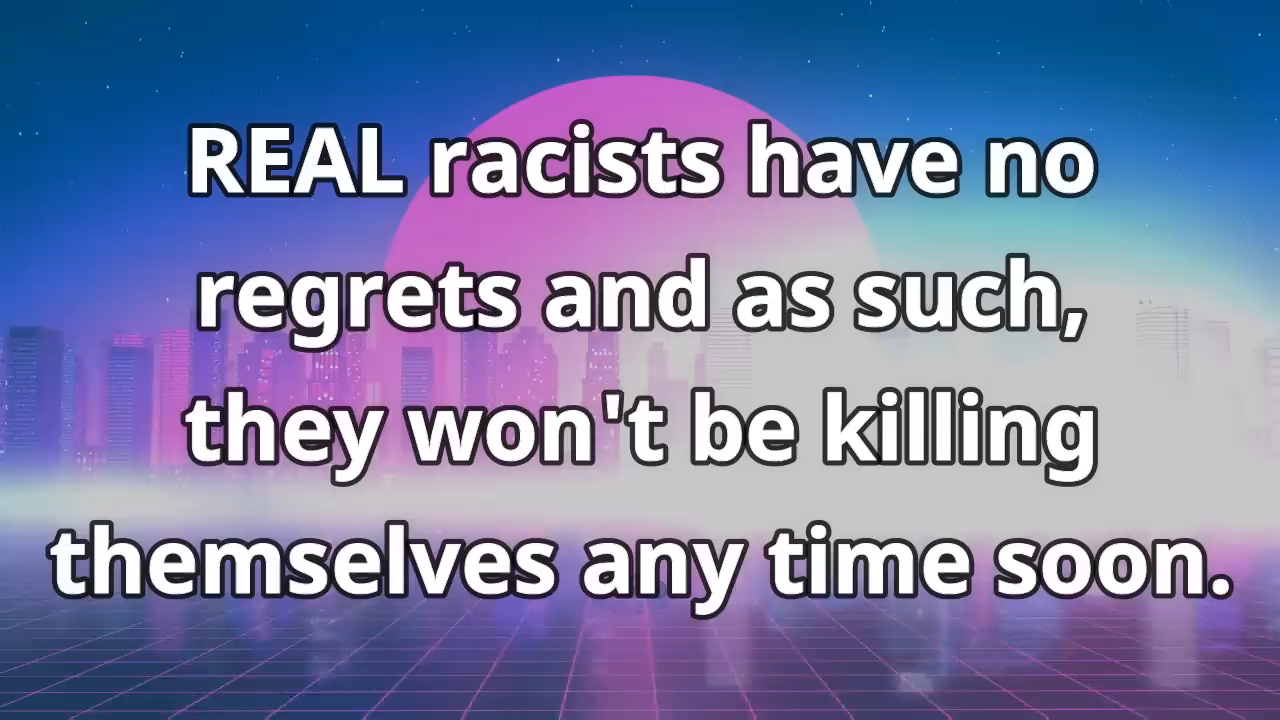 REAL racists have no
regrets and as such,
they won't be killing
themselves any time soon.